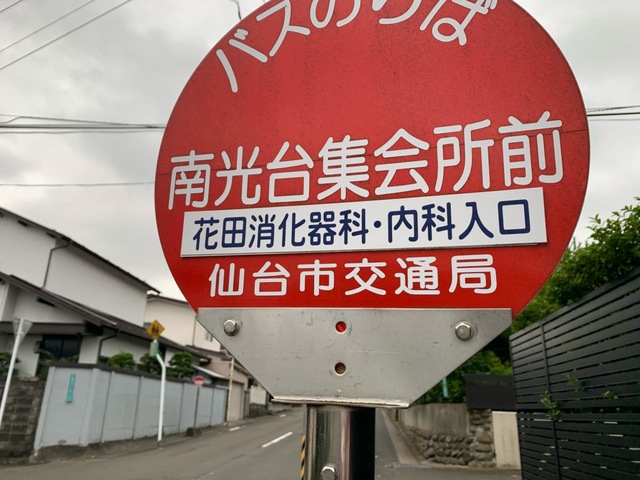 バスのりば
南光台集会所前
花田消化器科・内科入口
仙台市交通局